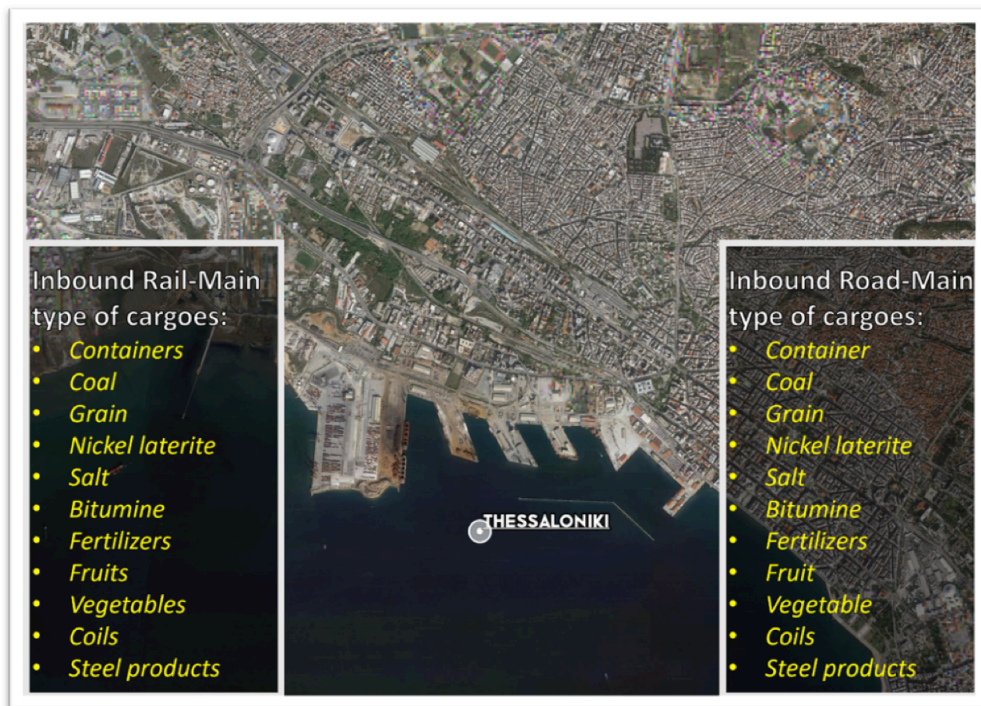 Inbound Rail-Main
type of cargoes:
• Containers
• Coal
• Grain
• Nickel laterite
• Salt
• Bitumine
• Fertilizers
• Fruits
• Vegetables
• Coils
• Steel products
THESSALONIKI
Inbound Road-Main
type of cargoes:
• Container
• Coal
• Grain
• Nickel laterite
• Salt
• Bitumine
• Fertilizers
• Fruit
• Vegetable
• Coils
• Steel products